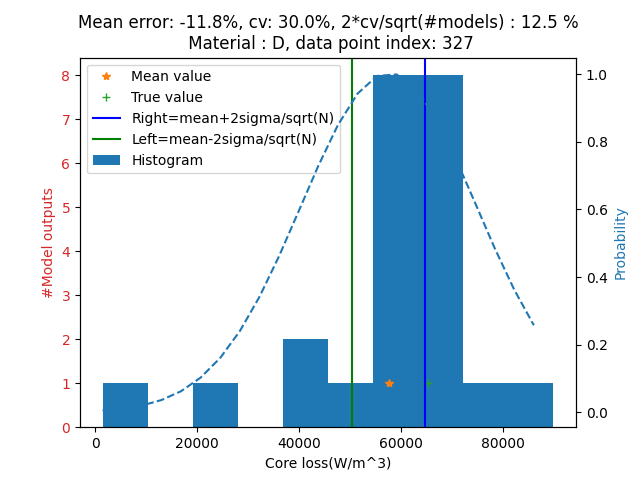 Mean error: -11.8%, cv: 30.0%, 2*cv/sqrt(#models) : 12.5 %
Material : D, data point index: 327
Mean value
True value
Right=mean+2sigma/sqrt(N)
Left=mean-2sigma/sqrt(N)
Histogram
#Model outputs
8
7
6
5
4
3
2
1
0
1.0
0.8
0.6
0.4
0.2
0.0
Probability
0
20000
40000
60000
80000
Core loss(W/m^3)